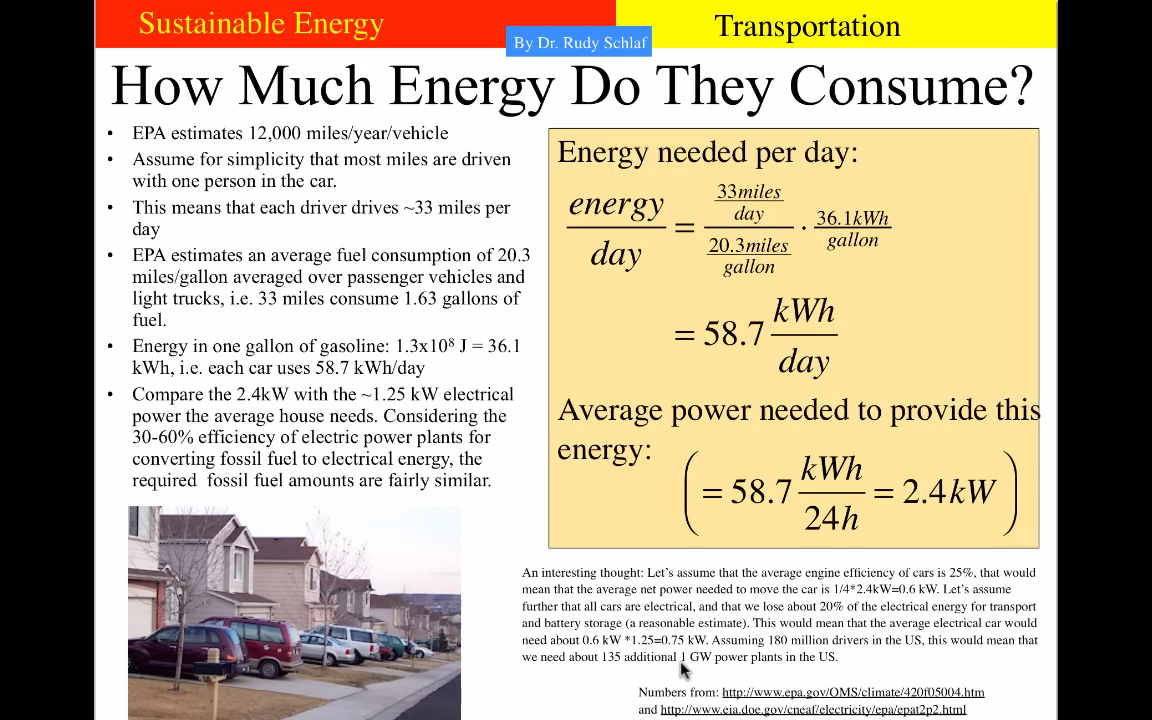 Sustainable Energy
Transportation
By Dr. Rudy Schlaf
How Much Energy Do They Consume?
• EPA estimates 12,000 miles/year/vehicle
• Assume for simplicity that most miles are driven
with one person in the car.
• This means that each driver drives ~33 miles per
day
• EPA estimates an average fuel consumption of 20.3
miles/gallon averaged over passenger vehicles and
light trucks, i.e. 33 miles consume 1.63 gallons of
fuel.
• Energy in one gallon of gasoline: 1.3x10⁸ J = 36.1
kWh, i.e. each car uses 58.7 kWh/day
• Compare the 2.4kW with the ~1.25 kW electrical
power the average house needs. Considering the
30-60% efficiency of electric power plants for
converting fossil fuel to electrical energy, the
required fossil fuel amounts are fairly similar.
Energy needed per day:
energy/day = (33miles/day)/(20.3miles/gallon) · 36.1kWh/gallon
= 58.7 kWh/day
Average power needed to provide this
energy:
(= 58.7 kWh/24h = 2.4kW)
An interesting thought: Let's assume that the average engine efficiency of cars is 25%, that would
mean that the average net power needed to move the car is 1/4*2.4kW=0.6 kW. Let's assume
further that all cars are electrical, and that we lose about 20% of the electrical energy for transport
and battery storage (a reasonable estimate). This would mean that the average electrical car would
need about 0.6 kW *1.25=0.75 kW. Assuming 180 million drivers in the US, this would mean that
we need about 135 additional 1 GW power plants in the US.
Numbers from: http://www.epa.gov/OMS/climate/420f05004.htm
and http://www.eia.doe.gov/cneaf/electricity/epa/epat2p2.html